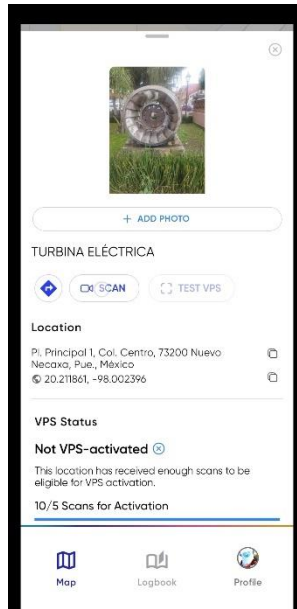 + ADD PHOTO
TURBINA ELÉCTRICA
SCAN
TEST VPS
Location
Pl. Principal 1, Col. Centro, 73200 Nuevo
Necaxa, Pue., México
20.211861, -98.002396
VPS Status
Not VPS-activated
This location has received enough scans to be
eligible for VPS activation.
10/5 Scans for Activation
Map
Logbook
Profile